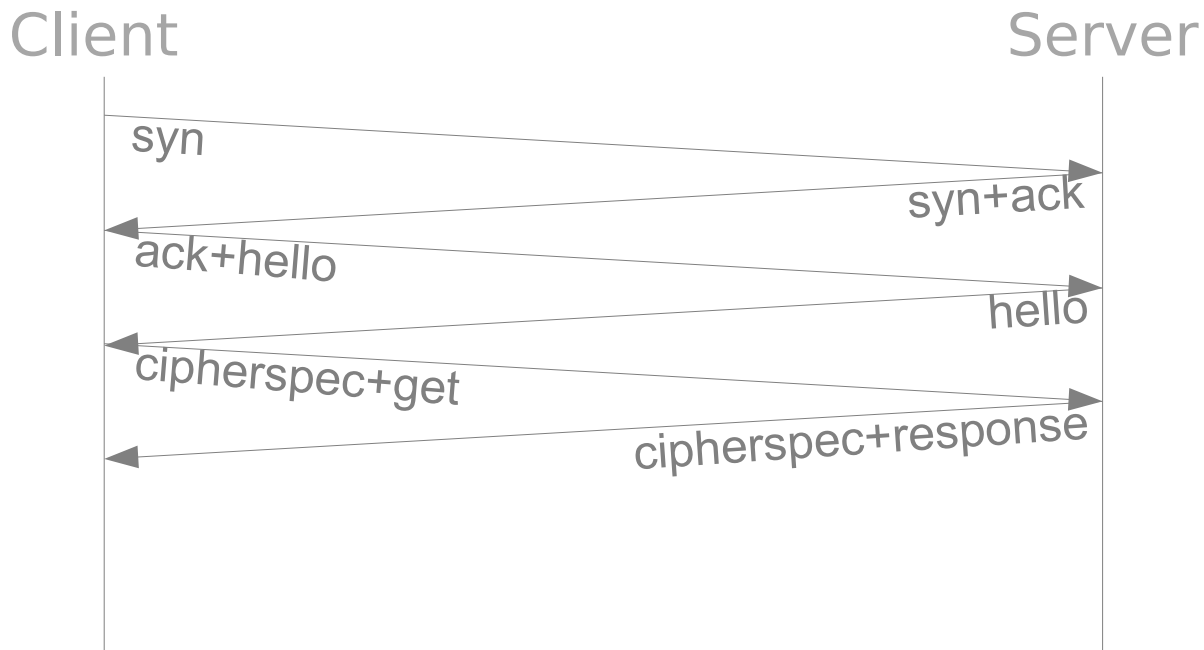 Client
Server
syn
syn+ack
ack+hello
hello
cipherspec+get
cipherspec+response